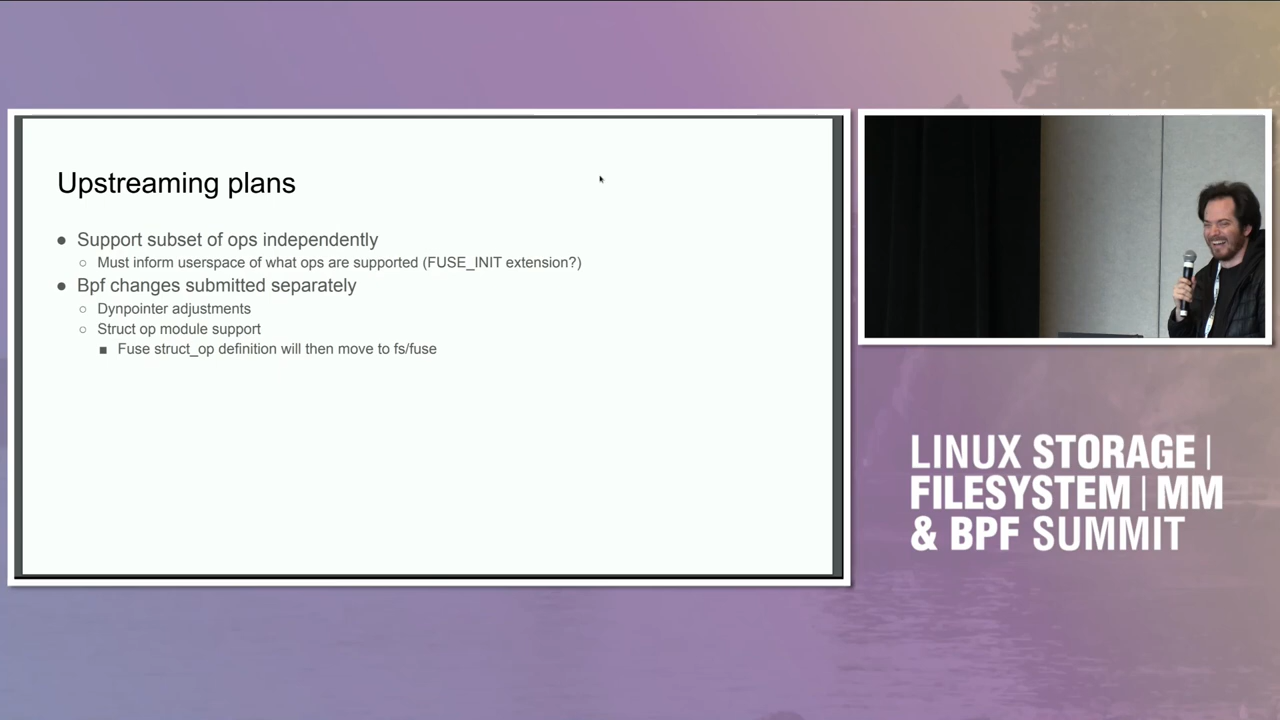 Upstreaming plans
● Support subset of ops independently
○ Must inform userspace of what ops are supported (FUSE_INIT extension?)
● Bpf changes submitted separately
○ Dynpointer adjustments
○ Struct op module support
■ Fuse struct_op definition will then move to fs/fuse
LINUX STORAGE |
FILESYSTEM | MM
& BPF SUMMIT